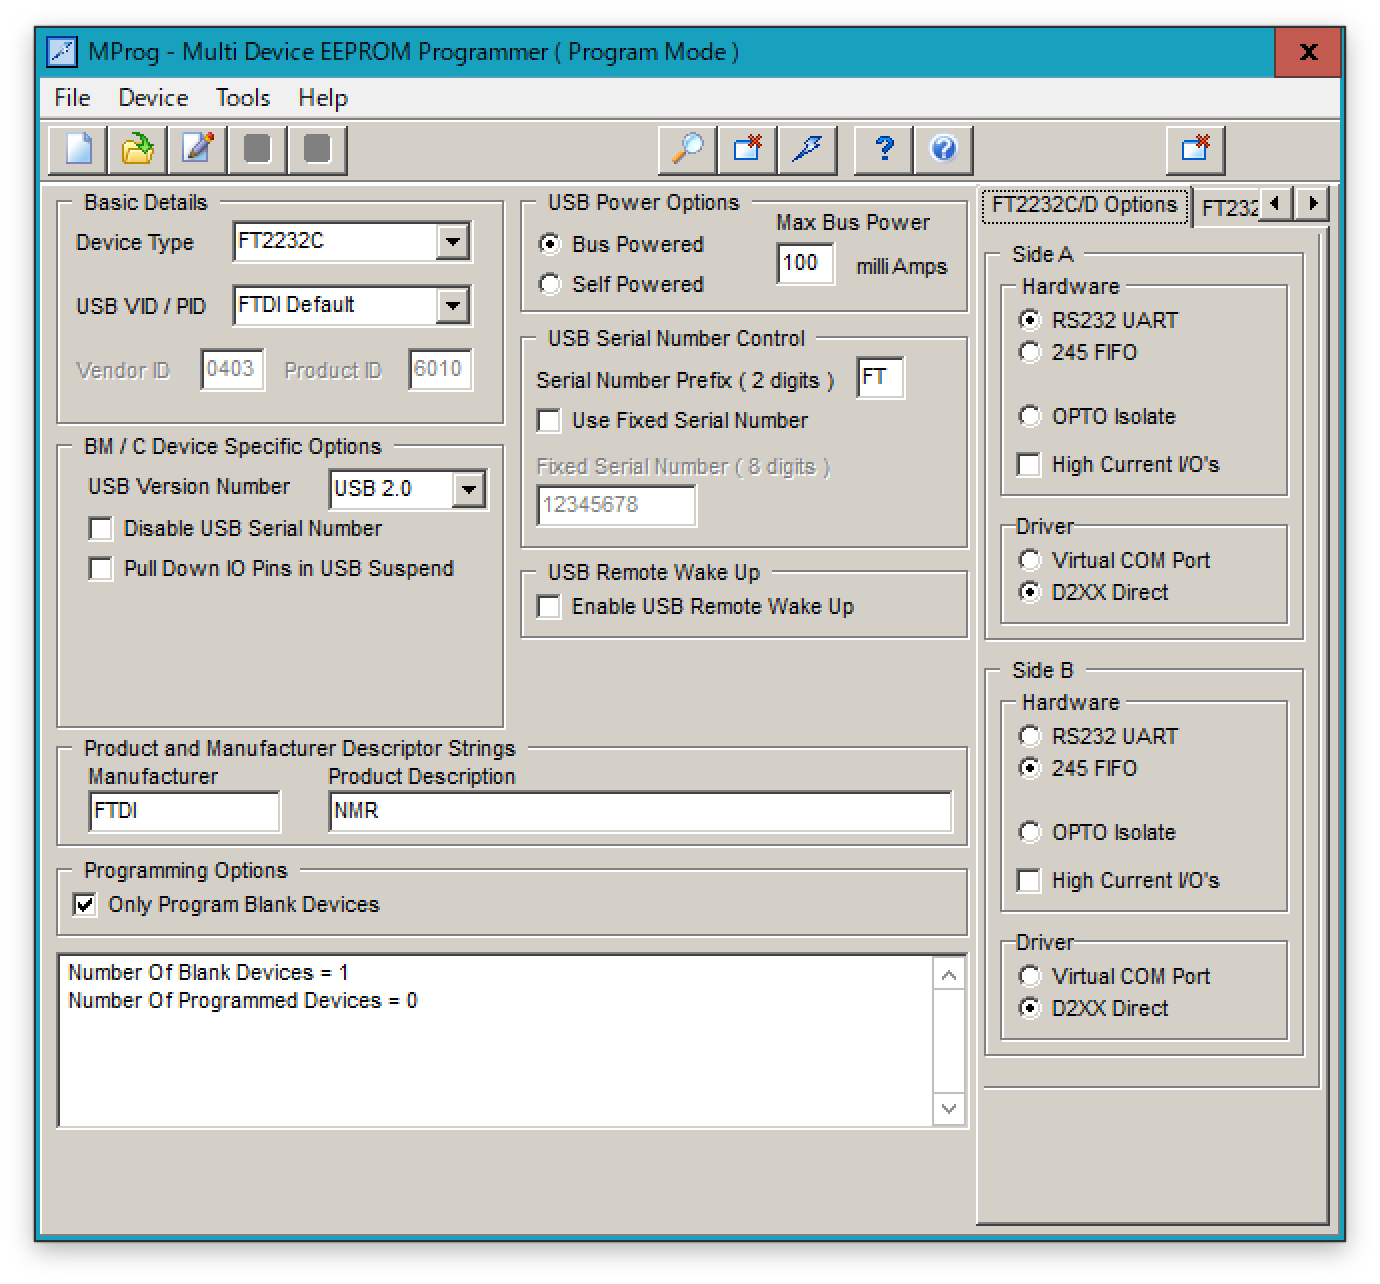 MProg - Multi Device EEPROM Programmer ( Program Mode )
x
File Device Tools Help
? ?
Basic Details
Device Type FT2232C
USB VID / PID FTDI Default
Vendor ID 0403 Product ID 6010
BM / C Device Specific Options
USB Version Number USB 2.0
Disable USB Serial Number
Pull Down IO Pins in USB Suspend
USB Power Options
Bus Powered
Self Powered
Max Bus Power
100 milli Amps
USB Serial Number Control
Serial Number Prefix ( 2 digits ) FT
Use Fixed Serial Number
Fixed Serial Number ( 8 digits )
12345678
USB Remote Wake Up
Enable USB Remote Wake Up
Product and Manufacturer Descriptor Strings
Manufacturer Product Description
FTDI NMR
Programming Options
Only Program Blank Devices
Number Of Blank Devices = 1
Number Of Programmed Devices = 0
FT2232C/D Options FT232
Side A
Hardware
RS232 UART
245 FIFO
OPTO Isolate
High Current I/O's
Driver
Virtual COM Port
D2XX Direct
Side B
Hardware
RS232 UART
245 FIFO
OPTO Isolate
High Current I/O's
Driver
Virtual COM Port
D2XX Direct